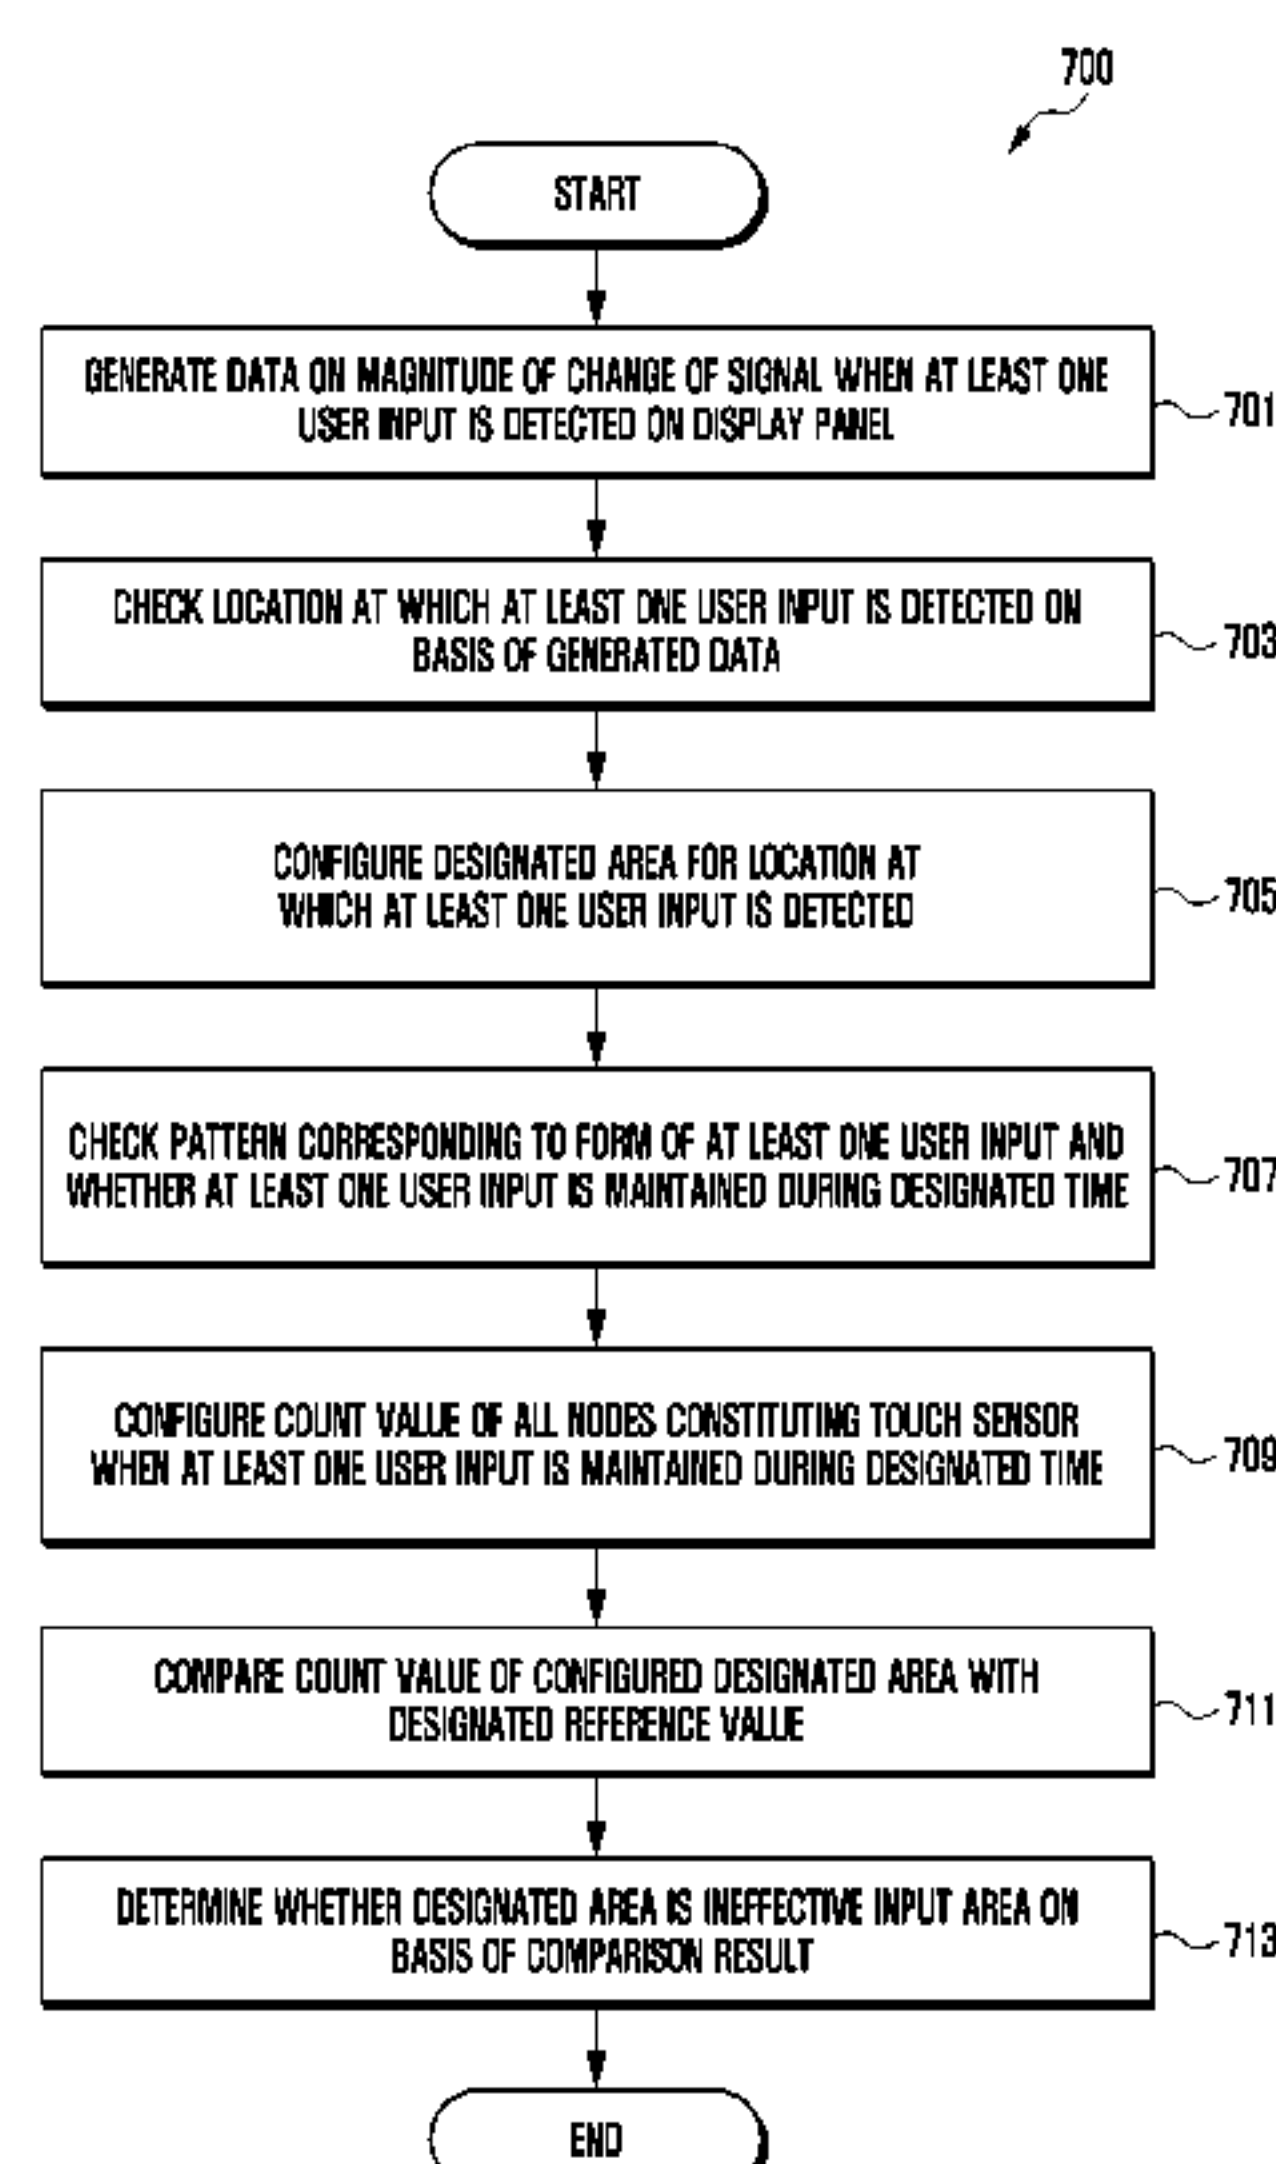 700
START
GENERATE DATA ON MAGNITUDE OF CHANGE OF SIGNAL WHEN AT LEAST ONE
USER INPUT IS DETECTED ON DISPLAY PANEL
701
CHECK LOCATION AT WHICH AT LEAST ONE USER INPUT IS DETECTED ON
BASIS OF GENERATED DATA
703
CONFIGURE DESIGNATED AREA FOR LOCATION AT
WHICH AT LEAST ONE USER INPUT IS DETECTED
705
CHECK PATTERN CORRESPONDING TO FORM OF AT LEAST ONE USER INPUT AND
WHETHER AT LEAST ONE USER INPUT IS MAINTAINED DURING DESIGNATED TIME
707
CONFIGURE COUNT VALUE OF ALL NODES CONSTITUTING TOUCH SENSOR
WHEN AT LEAST ONE USER INPUT IS MAINTAINED DURING DESIGNATED TIME
709
COMPARE COUNT VALUE OF CONFIGURED DESIGNATED AREA WITH
DESIGNATED REFERENCE VALUE
711
DETERMINE WHETHER DESIGNATED AREA IS INEFFECTIVE INPUT AREA ON
BASIS OF COMPARISON RESULT
713
END